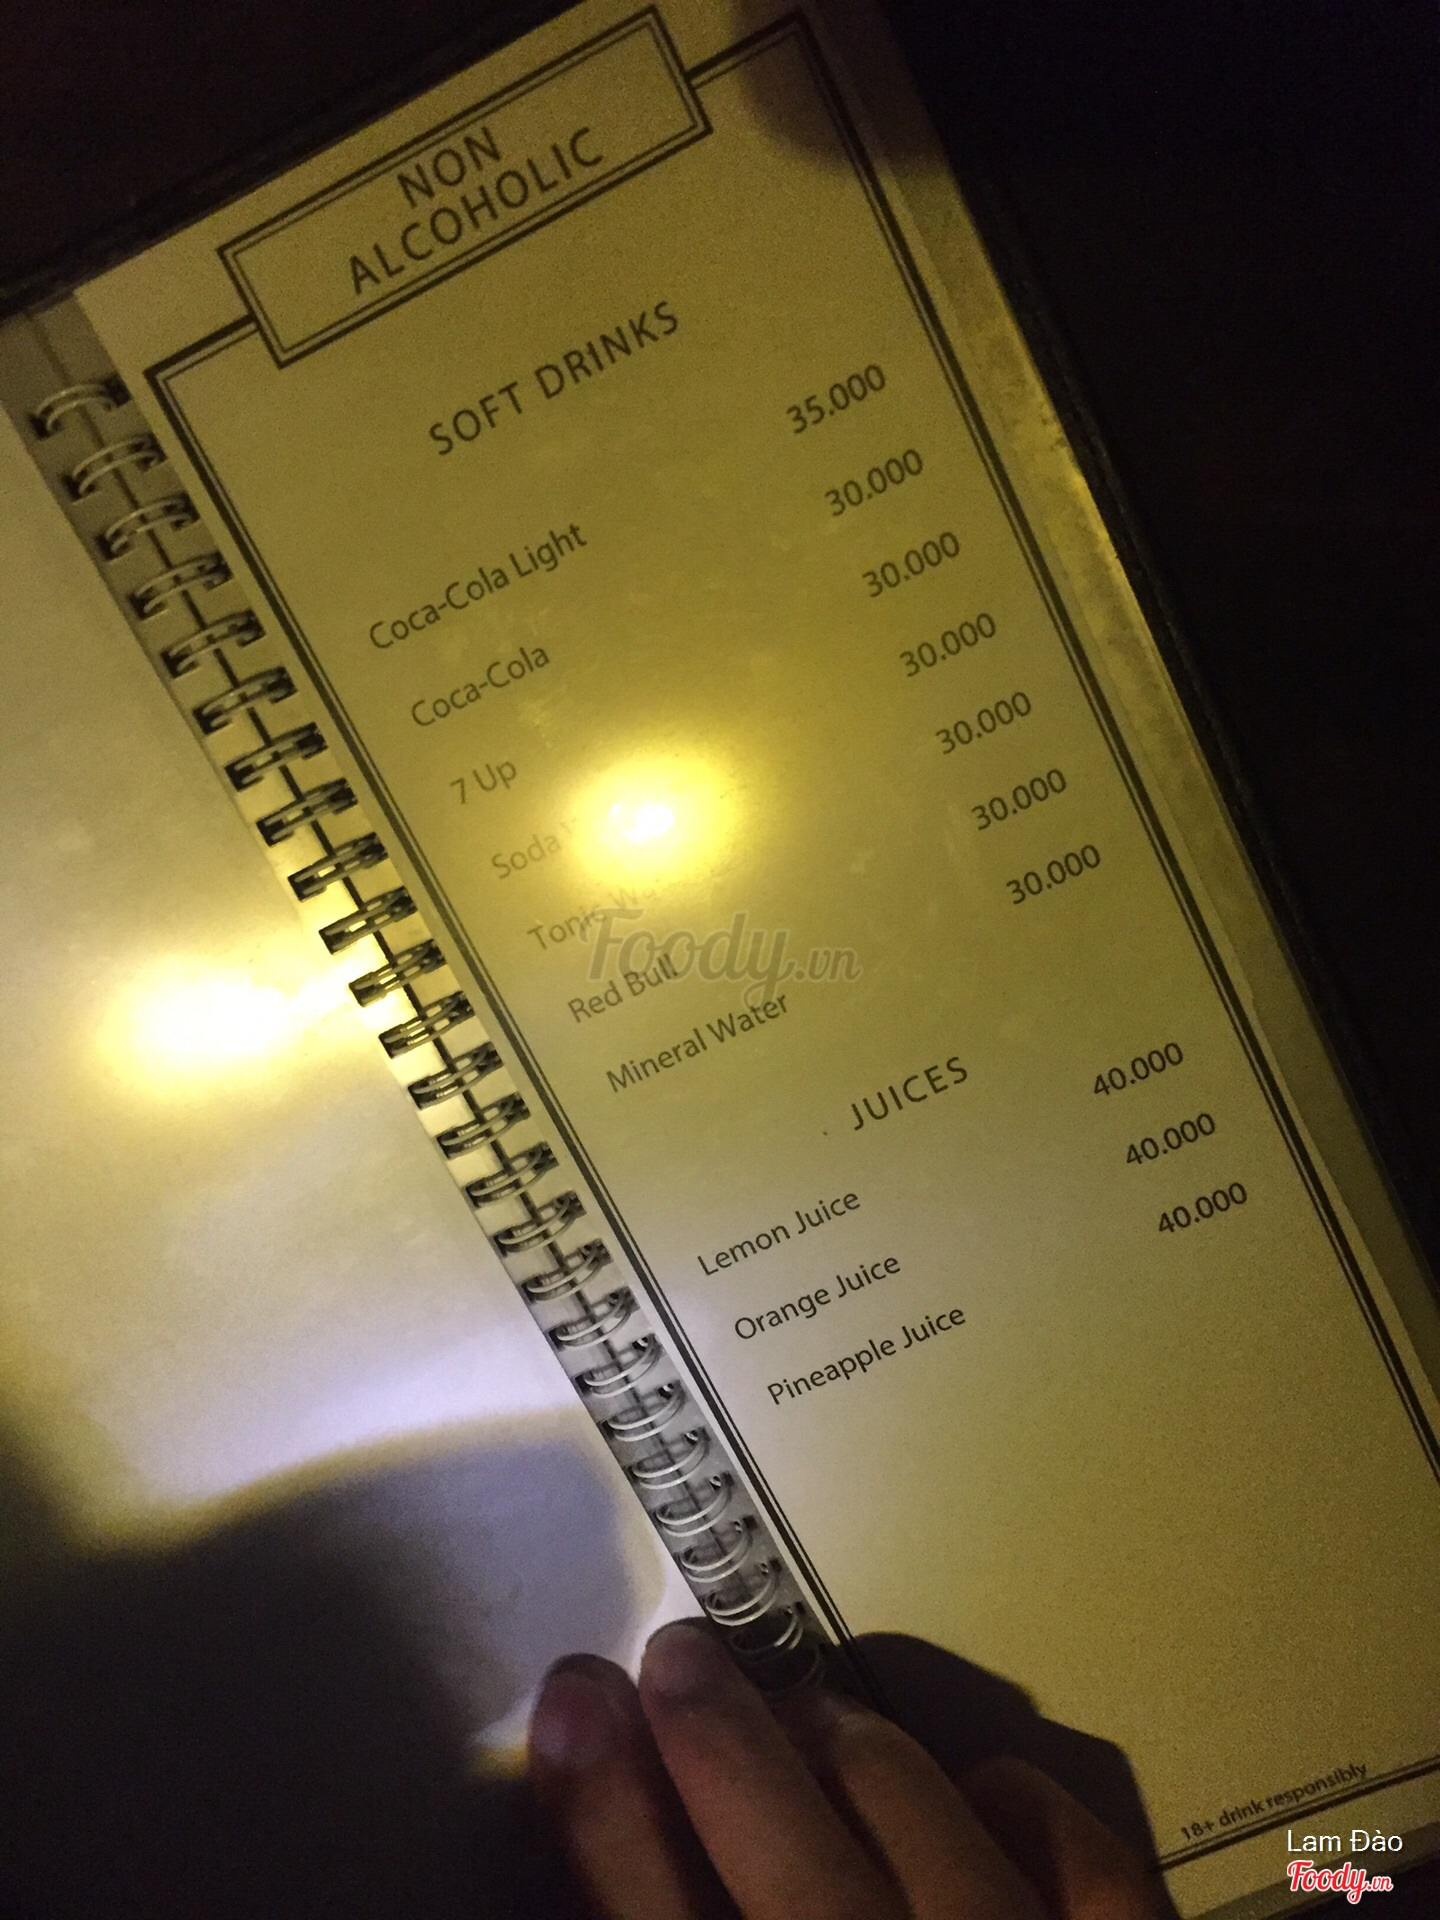 NON
ALCOHOLIC
SOFT DRINKS
Coca-Cola Light 35.000
Coca-Cola 30.000
7 Up 30.000
Soda 30.000
Tonic 30.000
Red Bull 30.000
Mineral Water 30.000
JUICES
Lemon Juice 40.000
Orange Juice 40.000
Pineapple Juice 40.000
18+ drink responsibly
Foody.vn
Lam Đào
Foody.vn